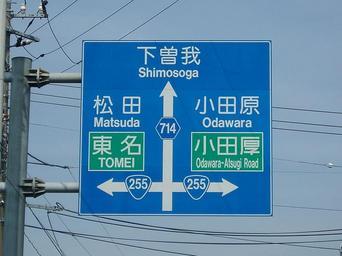 下曽我
Shimosoga
松田
Matsuda
小田原
Odawara
714
東名
TOMEI
小田厚
Odawara-Atsugi Road
255
255